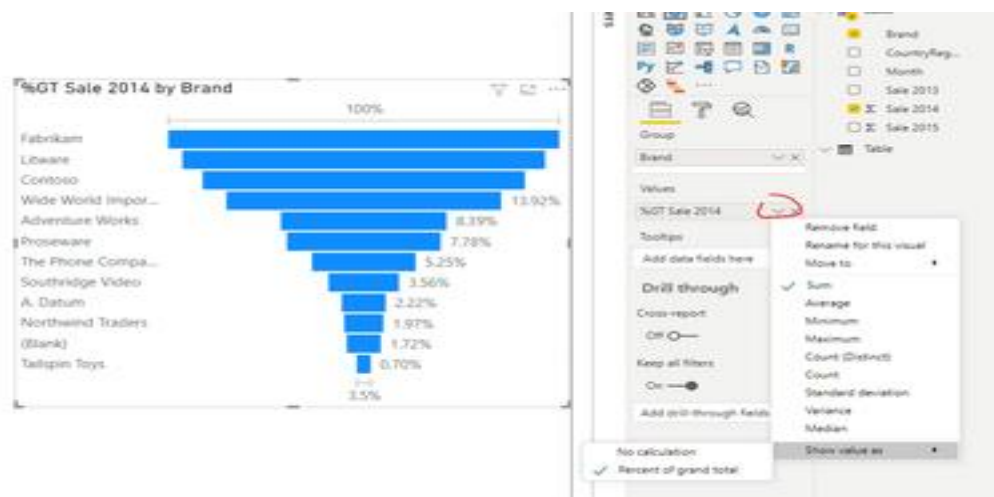 %GT Sale 2014 by Brand
100%
Fabrikam
Litware
Contoso
Wide World Impor...
13.92%
Adventure Works
8.39%
Proseware
7.78%
The Phone Compa...
5.25%
Southridge Video
3.56%
A. Datum
2.22%
Northwind Traders
1.97%
(Blank)
1.72%
Tailspin Toys
0.70%
3.5%
R
Py
Group
Brand
Values
%GT Sale 2014
Tooltips
Add data fields here
Drill through
Cross-report
Off
Keep all filters
On
Add drill-through fields
Remove field
Rename for this visual
Move to
Sum
Average
Minimum
Maximum
Count (Distinct)
Count
Standard deviation
Variance
Median
Show value as
No calculation
Percent of grand total
Brand
CountryReg...
Month
Sale 2013
Σ Sale 2014
Σ Sale 2015
Table